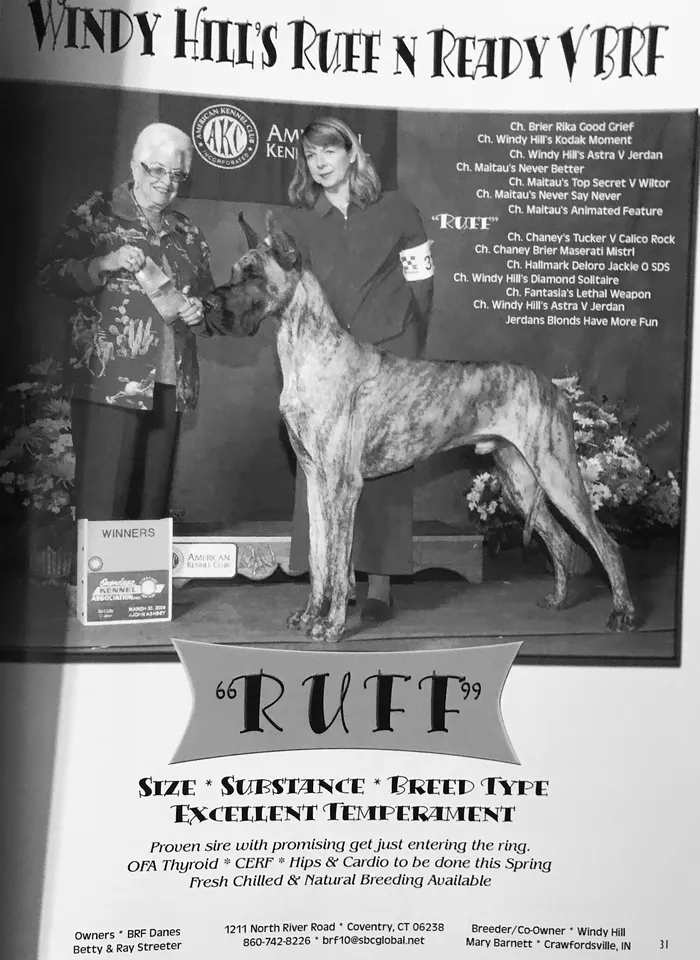 WINDY HILL'S RUFF N READY V BRF
AMERICAN KENNEL CLUB
AKC
INCORPORATED
Ch. Brier Rika Good Grief
Ch. Windy Hill's Kodak Moment
Ch. Windy Hill's Astra V Jerdan
Ch. Maitau's Never Better
Ch. Maitau's Top Secret V Wiltor
Ch. Maitau's Never Say Never
Ch. Maitau's Animated Feature
"RUFF"
Ch. Chaney's Tucker V Calico Rock
Ch. Chaney Brier Maserati Mistrl
Ch. Hallmark Deloro Jackie O SDS
Ch. Windy Hill's Diamond Solitaire
Ch. Fantasia's Lethal Weapon
Ch. Windy Hill's Astra V Jerdan
Jerdans Blonds Have More Fun
3
WINNERS
AMERICAN
KENNEL CLUB
Onondaga
KENNEL
ASSOCIATION, INC.
JOHN ASHBEY
"RUFF"
SIZE * SUBSTANCE * BREED TYPE
EXCELLENT TEMPERAMENT
Proven sire with promising get just entering the ring.
OFA Thyroid * CERF * Hips & Cardio to be done this Spring
Fresh Chilled & Natural Breeding Available
Owners * BRF Danes
Betty & Ray Streeter
1211 North River Road * Coventry, CT 06238
860-742-8226 * brf10@sbcglobal.net
Breeder/Co-Owner * Windy Hill
Mary Barnett * Crawfordsville, IN
31